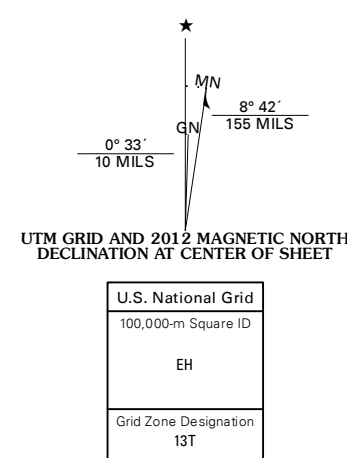 ★
MN
GN
8° 42´
155 MILS
0° 33´
10 MILS
UTM GRID AND 2012 MAGNETIC NORTH
DECLINATION AT CENTER OF SHEET
U.S. National Grid
100,000-m Square ID
EH
Grid Zone Designation
13T